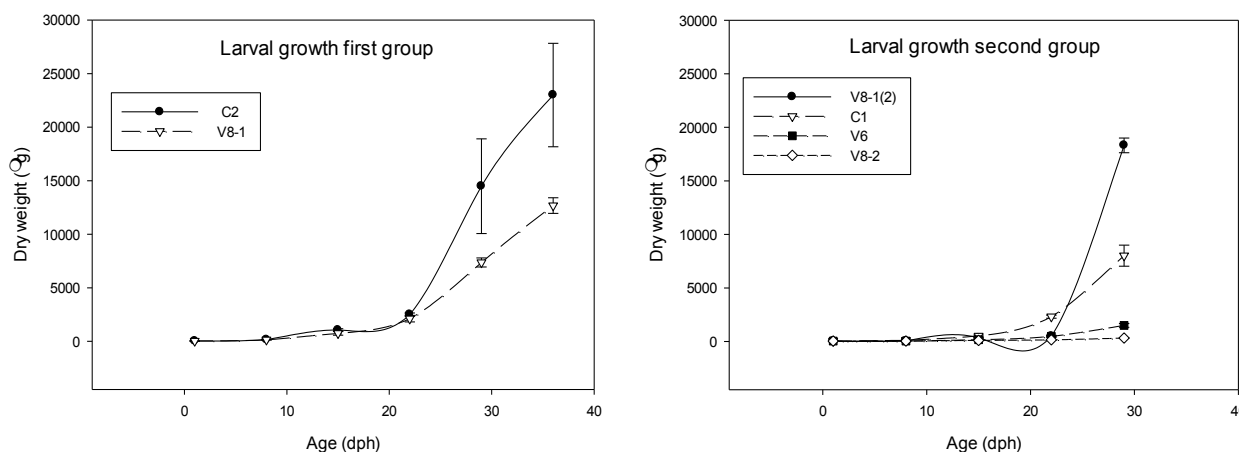 Larval growth first group
C2
V8-1
Dry weight (g)
30000
25000
20000
15000
10000
5000
0
0 10 20 30 40
Age (dph)
Larval growth second group
V8-1(2)
C1
V6
V8-2
Dry weight (g)
30000
25000
20000
15000
10000
5000
0
0 10 20 30 40
Age (dph)